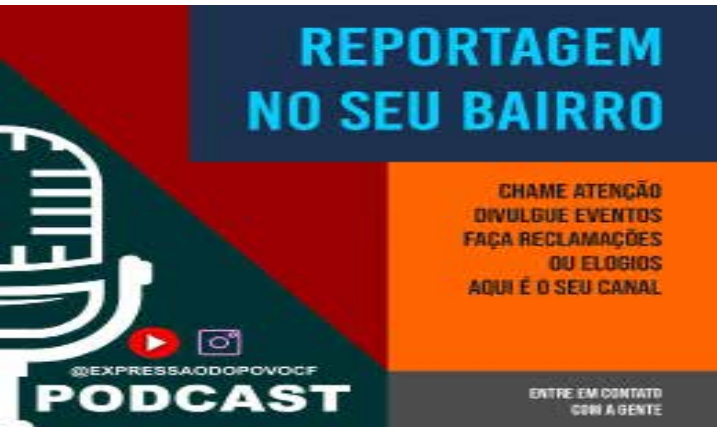 REPORTAGEM
NO SEU BAIRRO
CHAME ATENÇÃO
DIVULGUE EVENTOS
FAÇA RECLAMAÇÕES
OU ELOGIOS
AQUI É O SEU CANAL
@EXPRESSAODOPOVOCF
PODCAST
ENTRE EM CONTATO
COM A GENTE